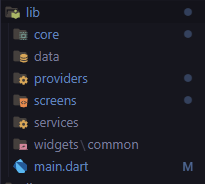 lib
core
data
providers
screens
services
widgets\common
main.dart M